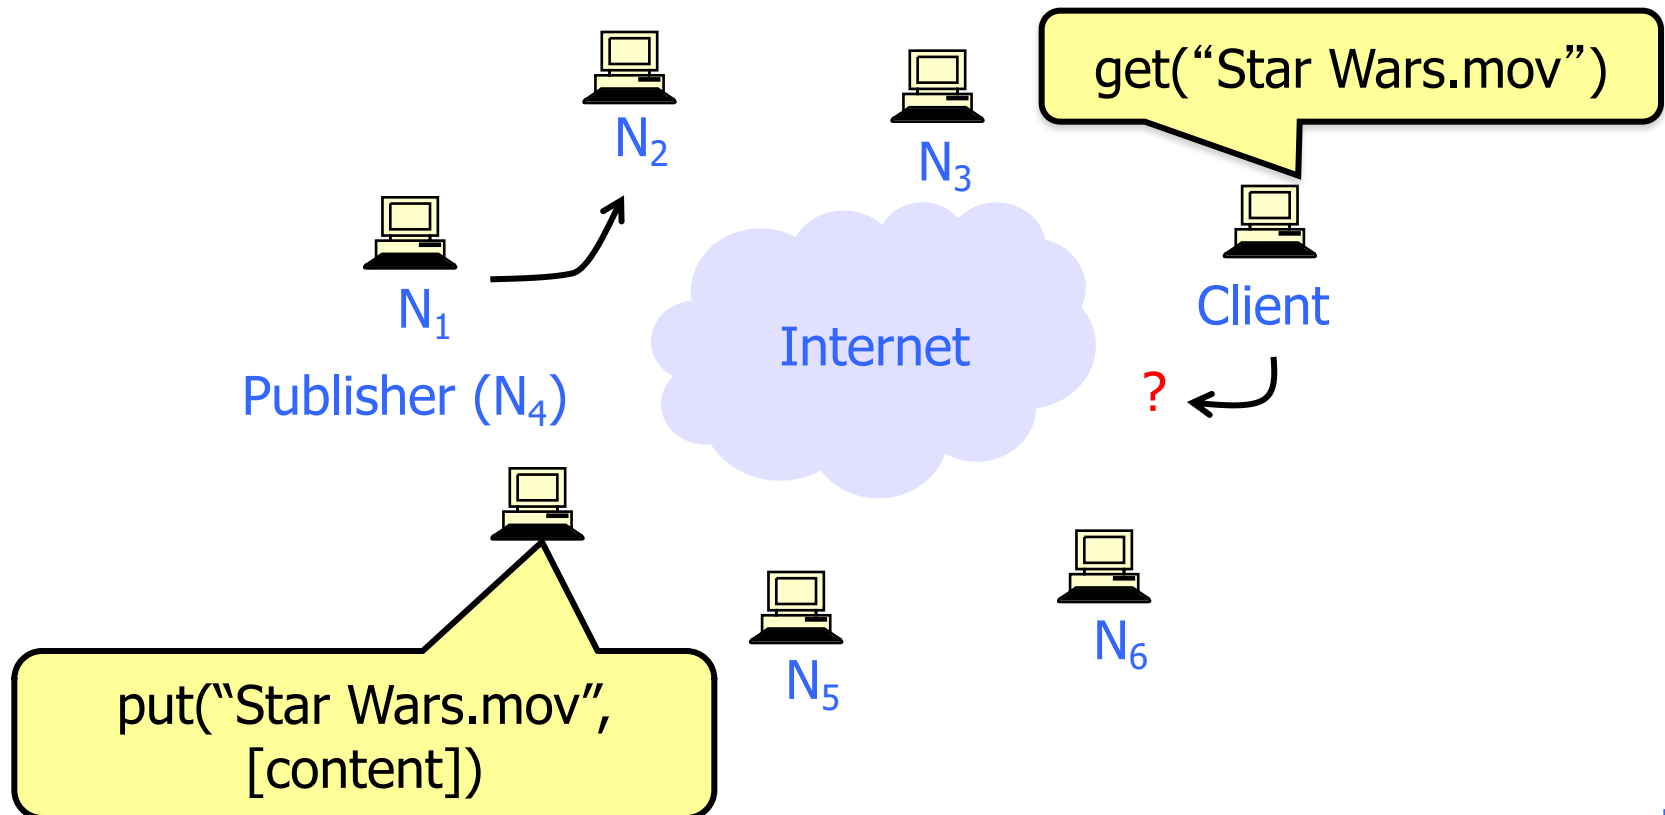 get(“Star Wars.mov”)
N₂
N₃
N₁
Client
Internet
Publisher (N₄)
?
N₆
N₅
put(“Star Wars.mov”,
[content])